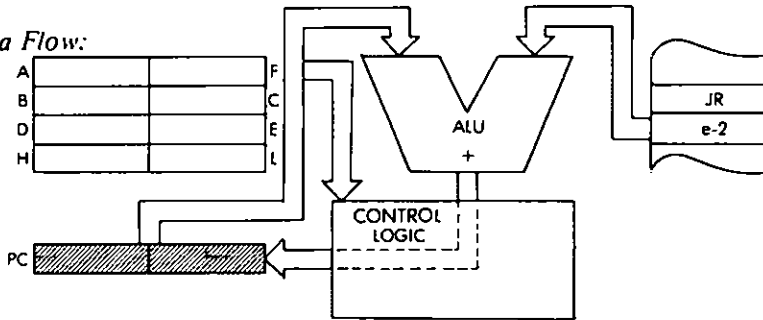 a Flow:
A F
B C
D E
H L
PC
ALU
+
CONTROL
LOGIC
JR
e-2